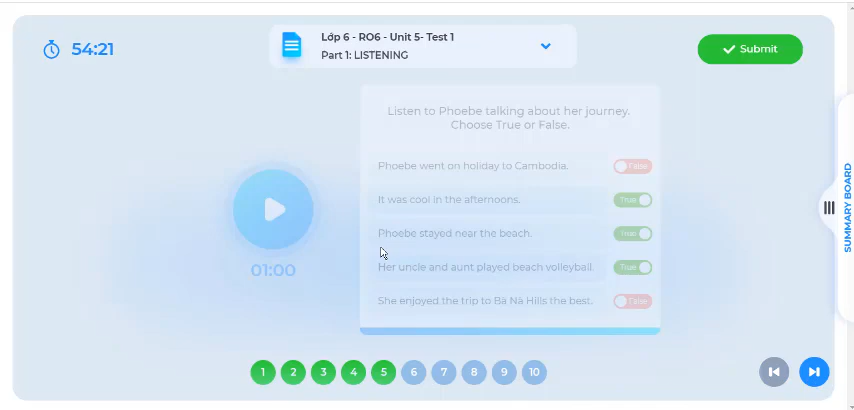 54:21
Lớp 6 - RO6 - Unit 5- Test 1
Part 1: LISTENING
Submit
Listen to Phoebe talking about her journey.
Choose True or False.
Phoebe went on holiday to Cambodia.
False
It was cool in the afternoons.
True
Phoebe stayed near the beach.
True
Her uncle and aunt played beach volleyball.
True
She enjoyed the trip to Bà Nà Hills the best.
False
01:00
SUMMARY BOARD
1 2 3 4 5 6 7 8 9 10